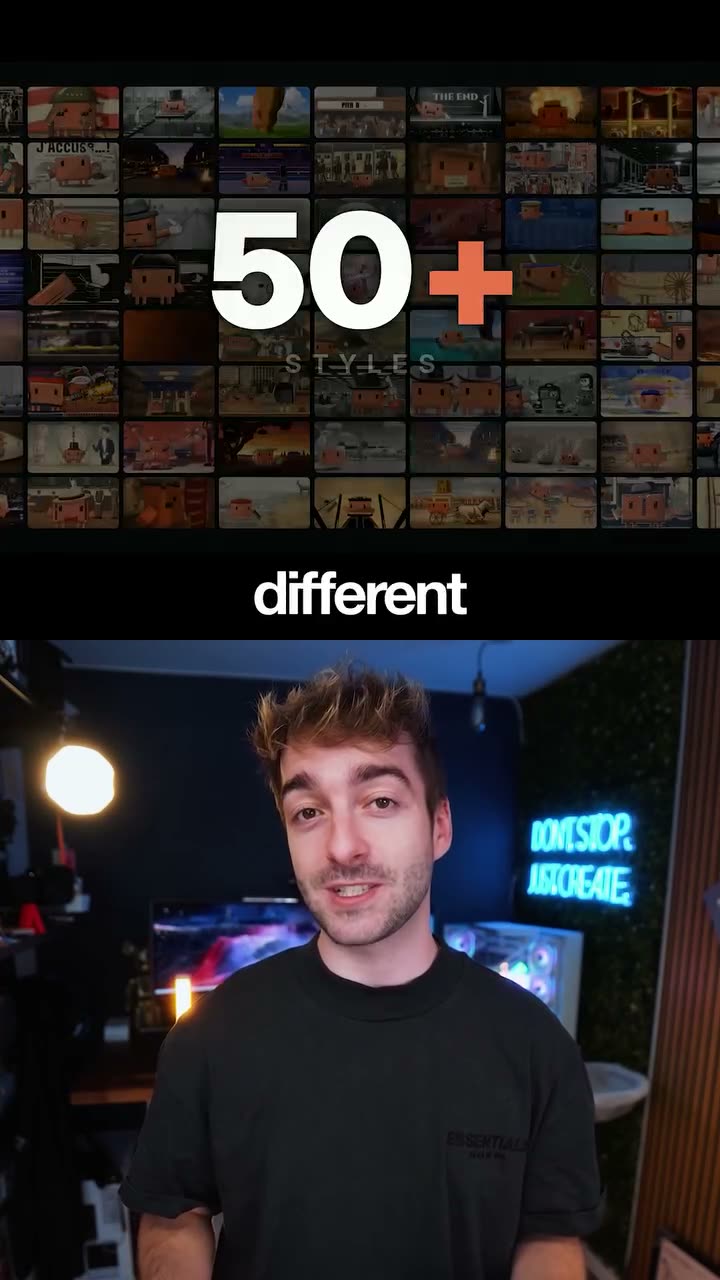 THE END
J'ACCUSE...!
50+
STYLES
different
DON'T STOP.
JUST CREATE.
ESSENTIALS